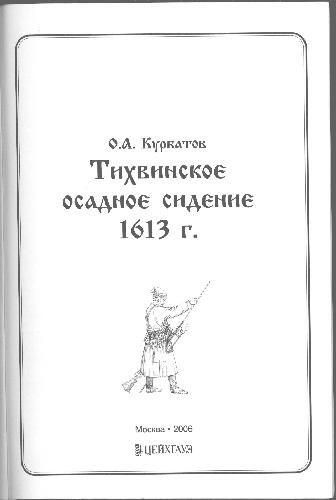 О.А. Курбатов
Тихвинское
осадное сидение
1613 г.
Москва • 2006
ЦЕЙХГАУЗ